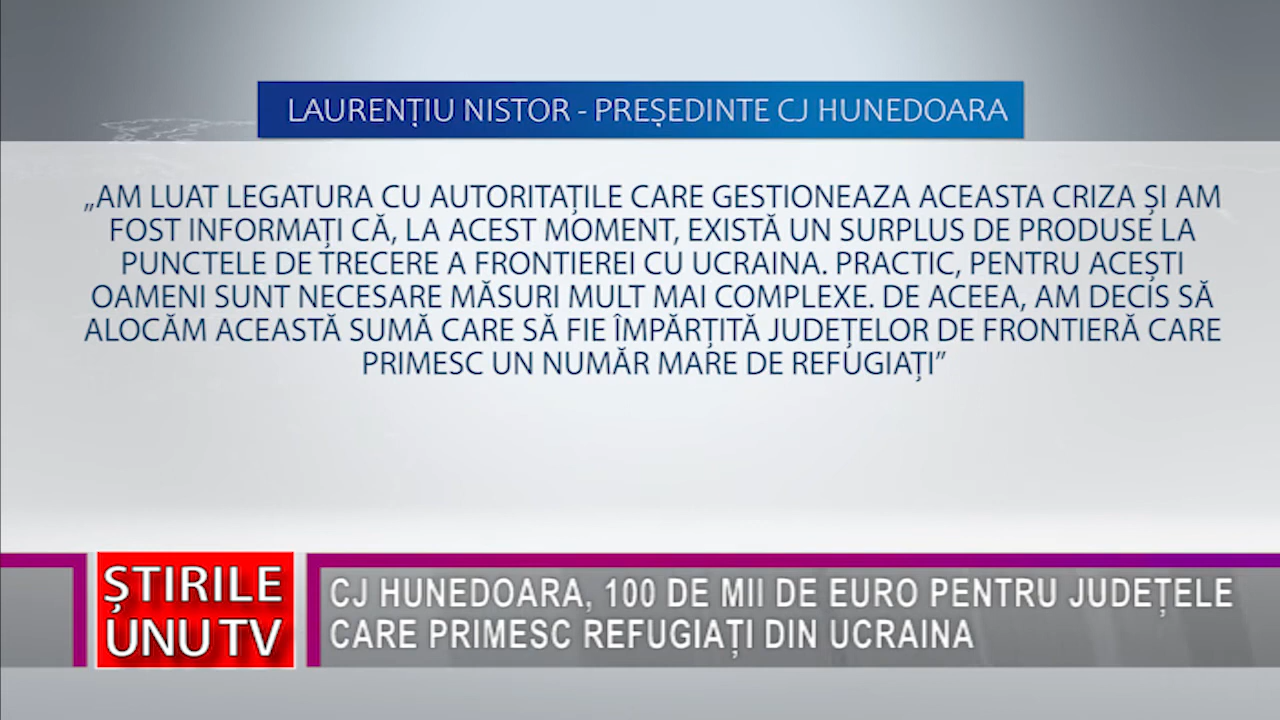 LAURENȚIU NISTOR - PREȘEDINTE CJ HUNEDOARA
„AM LUAT LEGATURA CU AUTORITAȚILE CARE GESTIONEAZA ACEASTA CRIZA ȘI AM
FOST INFORMAȚI CĂ, LA ACEST MOMENT, EXISTĂ UN SURPLUS DE PRODUSE LA
PUNCTELE DE TRECERE A FRONTIEREI CU UCRAINA. PRACTIC, PENTRU ACEȘTI
OAMENI SUNT NECESARE MĂSURI MULT MAI COMPLEXE. DE ACEEA, AM DECIS SĂ
ALOCĂM ACEASTĂ SUMĂ CARE SĂ FIE ÎMPĂRȚITĂ JUDEȚELOR DE FRONTIERĂ CARE
PRIMESC UN NUMĂR MARE DE REFUGIAȚI”
ȘTIRILE
UNU TV
CJ HUNEDOARA, 100 DE MII DE EURO PENTRU JUDEȚELE
CARE PRIMESC REFUGIAȚI DIN UCRAINA